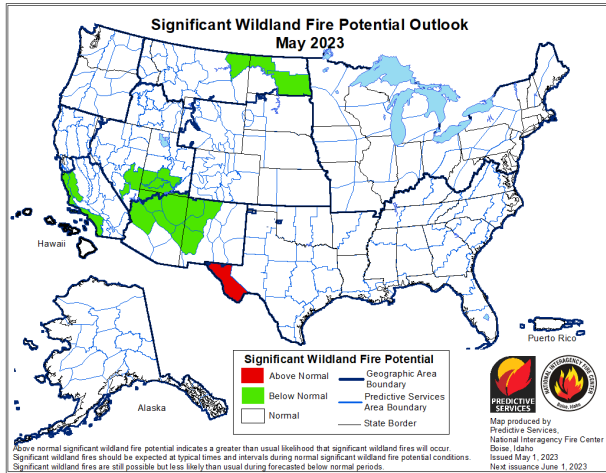 Significant Wildland Fire Potential Outlook
May 2023
Hawaii
Alaska
Puerto Rico
Significant Wildland Fire Potential
Above Normal
Below Normal
Normal
Geographic Area
Boundary
Predictive Services
Area Boundary
State Border
PREDICTIVE
SERVICES
NATIONAL INTERAGENCY FIRE CENTER
Boise, Idaho
Map produced by
Predictive Services,
National Interagency Fire Center
Boise, Idaho
Issued May 1, 2023
Next issuance June 1, 2023
Above normal significant wildland fire potential indicates a greater than usual likelihood that significant wildland fires will occur.
Significant wildland fires should be expected at typical times and intervals during normal significant wildland fire potential conditions.
Significant wildland fires are still possible but less likely than usual during forecasted below normal periods.